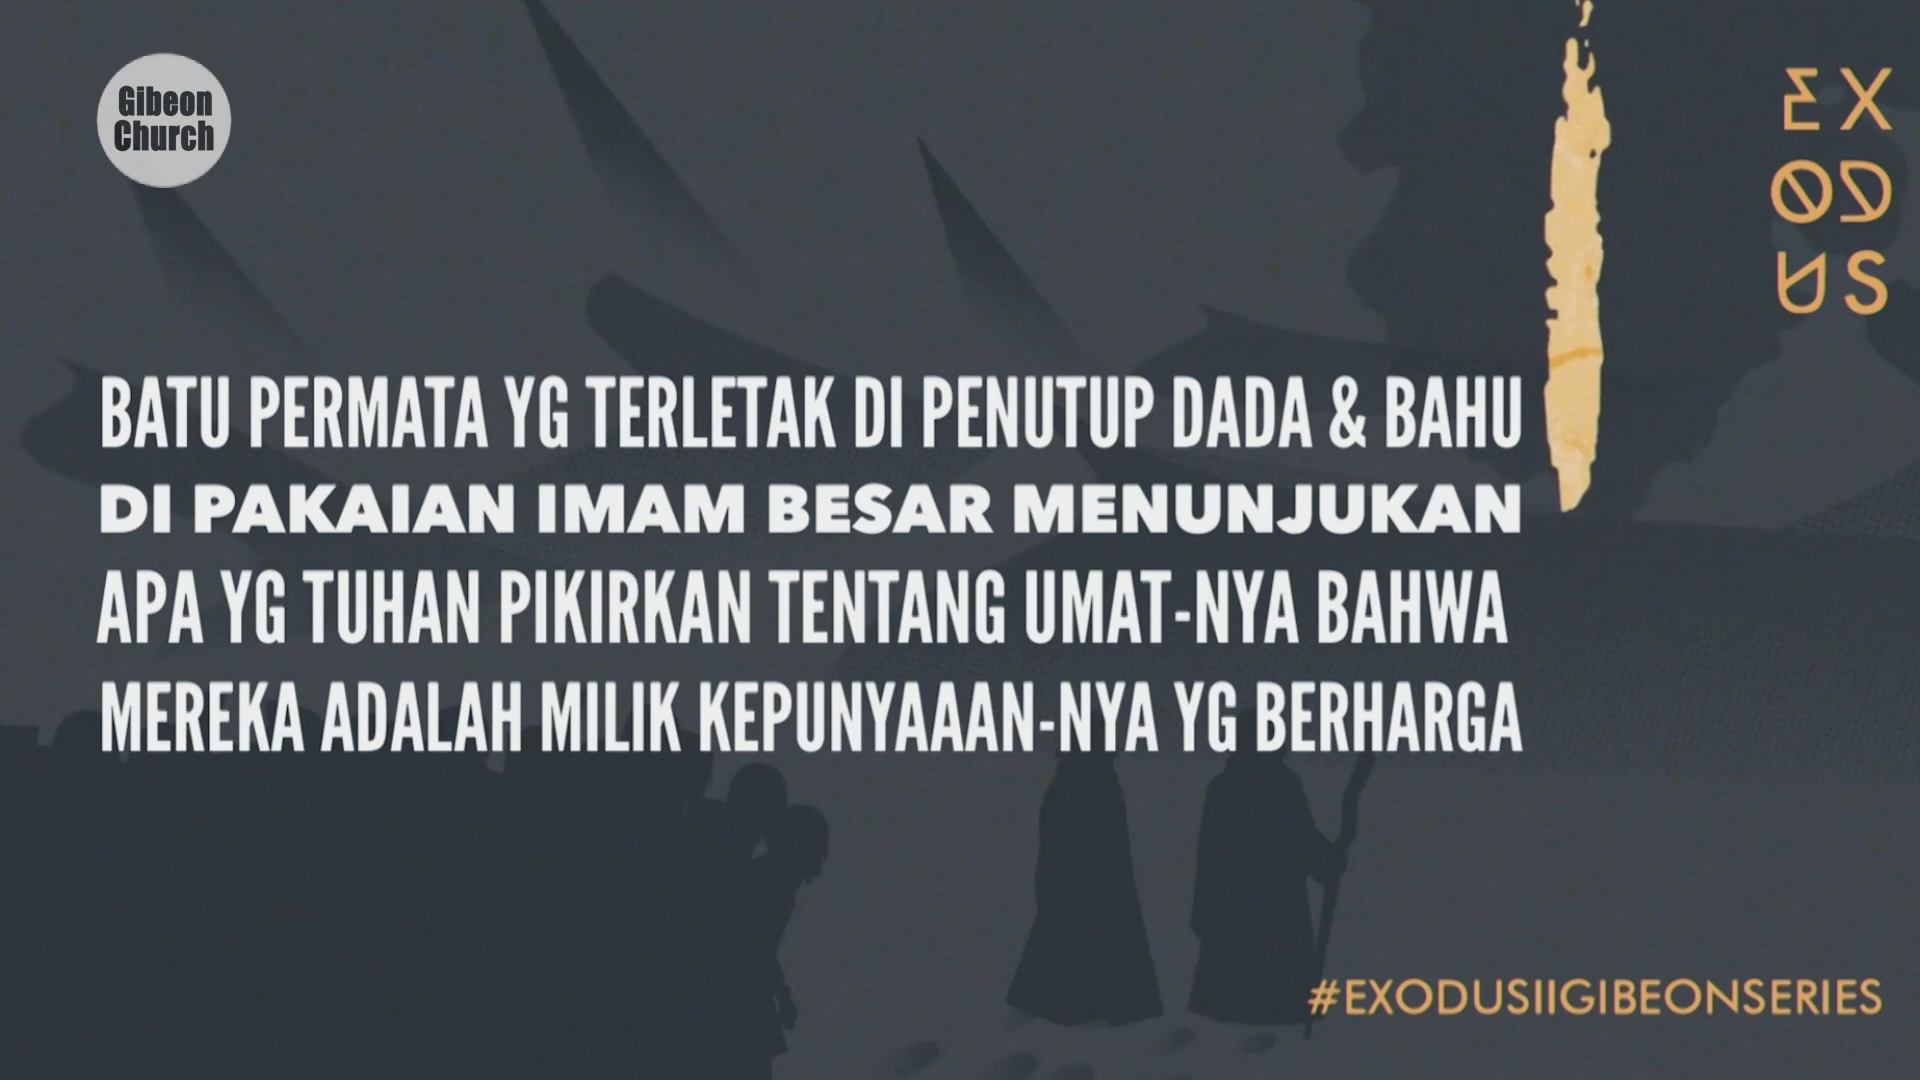 Gibeon
Church
EX
OD
US
BATU PERMATA YG TERLETAK DI PENUTUP DADA & BAHU
DI PAKAIAN IMAM BESAR MENUNJUKAN
APA YG TUHAN PIKIRKAN TENTANG UMAT-NYA BAHWA
MEREKA ADALAH MILIK KEPUNYAAAN-NYA YG BERHARGA
#EXODUSIIGIBEONSERIES